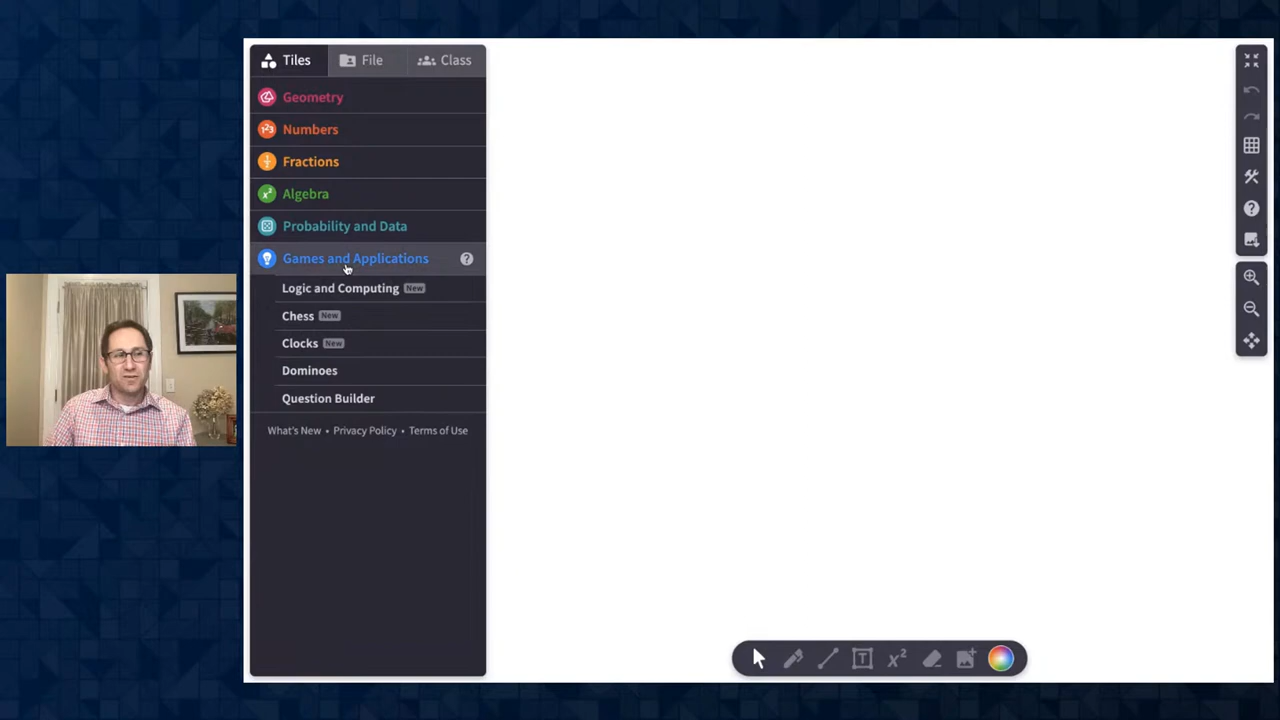 Tiles File Class
Geometry
Numbers
Fractions
Algebra
Probability and Data
Games and Applications ?
Logic and Computing New
Chess New
Clocks New
Dominoes
Question Builder
What's New • Privacy Policy • Terms of Use